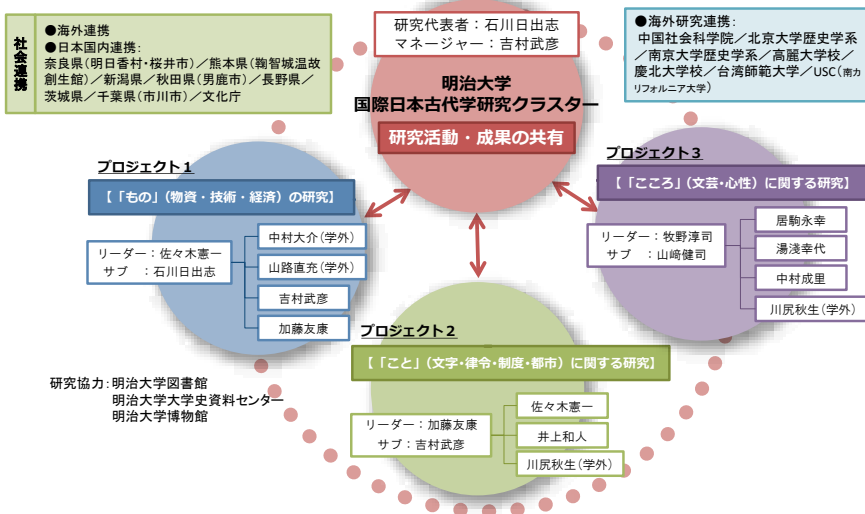 社会連携
●海外連携
●日本国内連携:
奈良県(明日香村・桜井市)/熊本県(鞠智城温故
創生館)/新潟県/秋田県(男鹿市)/長野県/
茨城県/千葉県(市川市)/文化庁
研究代表者:石川日出志
マネージャー:吉村武彦
●海外研究連携:
中国社会科学院/北京大学歴史学系
/南京大学歴史学系/高麗大学校/
慶北大学校/台湾師範大学/USC(南カ
リフォルニア大学)
明治大学
国際日本古代学研究クラスター
研究活動・成果の共有
プロジェクト1
【「もの」(物資・技術・経済)の研究】
リーダー:佐々木憲一
サブ :石川日出志
中村大介(学外)
山路直充(学外)
吉村武彦
加藤友康
プロジェクト3
【「こころ」(文芸・心性)に関する研究】
リーダー:牧野淳司
サブ :山﨑健司
居駒永幸
湯淺幸代
中村成里
川尻秋生(学外)
プロジェクト2
【「こと」(文字・律令・制度・都市)に関する研究】
リーダー:加藤友康
サブ:吉村武彦
佐々木憲一
井上和人
川尻秋生(学外)
研究協力:明治大学図書館
明治大学大学史資料センター
明治大学博物館